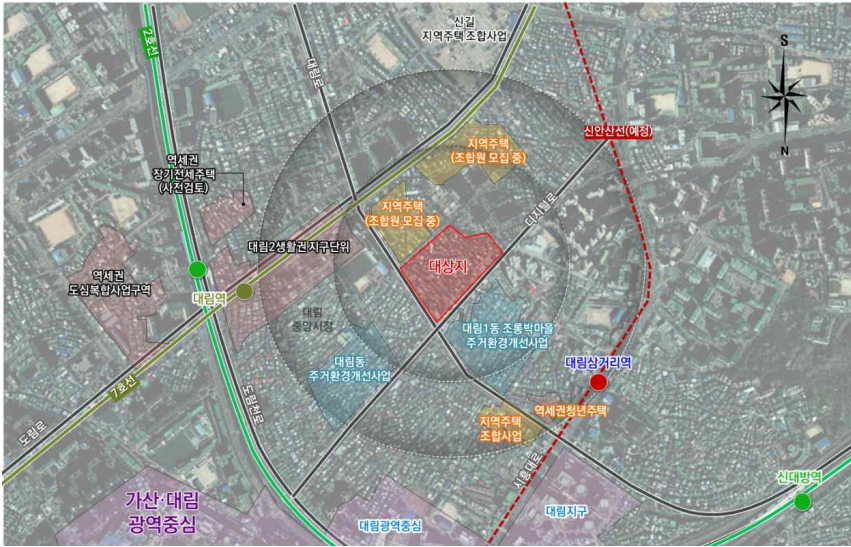 신길
지역주택조합사업
2호선
대림로
S
N
신안산선(예정)
역세권
장기전세주택
(사전검토)
지역주택
(조합원 모집 중)
지역주택
(조합원 모집 중)
디지털로
대림2생활권 지구단위
대상지
역세권
도심복합사업구역
대림역
대림
중앙시장
대림1동 조롱박마을
주거환경개선사업
대림동
주거환경개선사업
대림삼거리역
7호선
도림로
도림천로
지역주택
조합사업
역세권청년주택
시흥대로
신대방역
가산·대림
광역중심
대림광역중심
대림지구